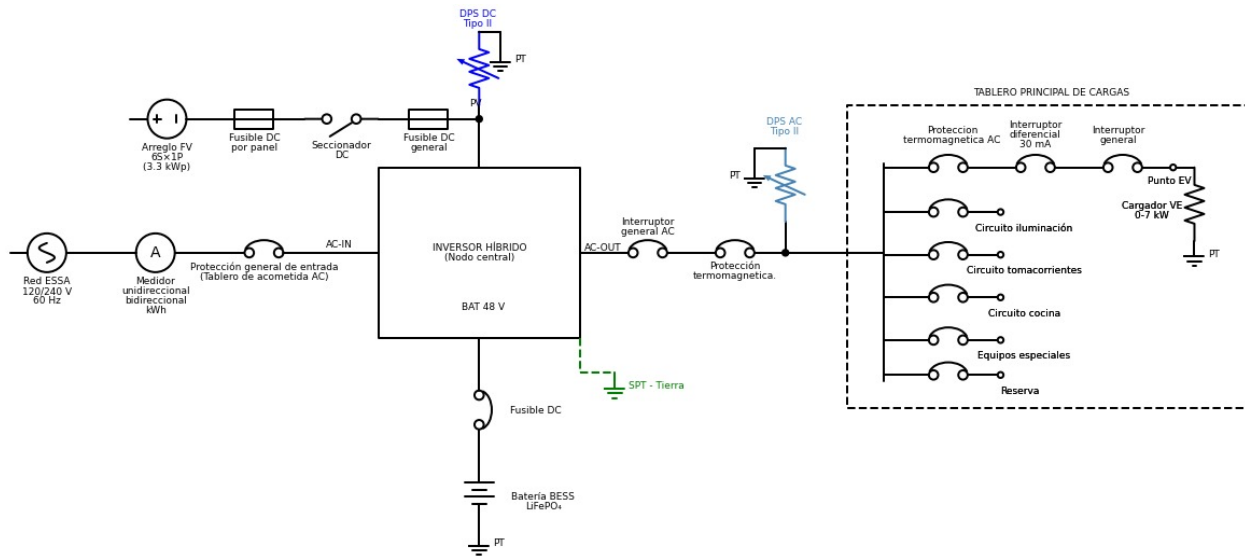 DPS DC
Tipo II
PT
PV
Arreglo FV
6S×1P
(3.3 kWp)
Fusible DC
por panel
Seccionador
DC
Fusible DC
general
DPS AC
Tipo II
PT
TABLERO PRINCIPAL DE CARGAS
Proteccion
termomagnetica AC
Interruptor
diferencial
30 mA
Interruptor
general
Punto EV
Cargador VE
0-7 kW
PT
Circuito iluminación
Circuito tomacorrientes
Circuito cocina
Equipos especiales
Reserva
Red ESSA
120/240 V
60 Hz
A
Medidor
unidireccional
bidireccional
kWh
Protección general de entrada
(Tablero de acometida AC)
AC-IN
INVERSOR HÍBRIDO
(Nodo central)
BAT 48 V
AC-OUT
Interruptor
general AC
Protección
termomagnetica.
SPT - Tierra
Fusible DC
Batería BESS
LiFePO₄
PT